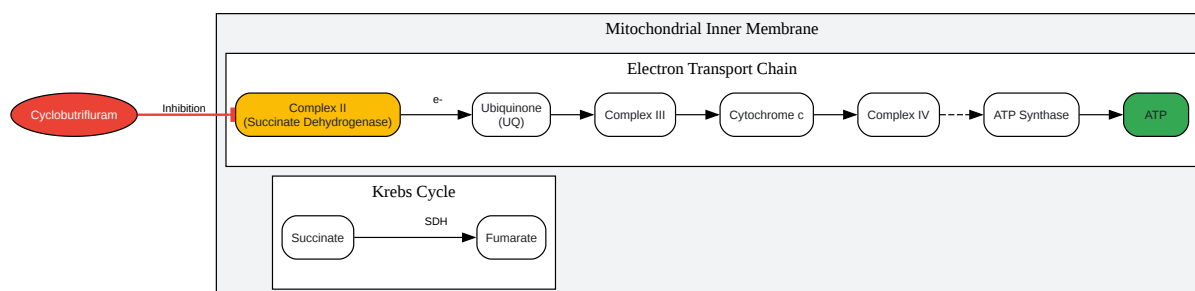 Mitochondrial Inner Membrane
Electron Transport Chain
Cyclobutrifluram
Inhibition
Complex II
(Succinate Dehydrogenase)
e-
Ubiquinone
(UQ)
Complex III
Cytochrome c
Complex IV
ATP Synthase
ATP
Krebs Cycle
Succinate
SDH
Fumarate